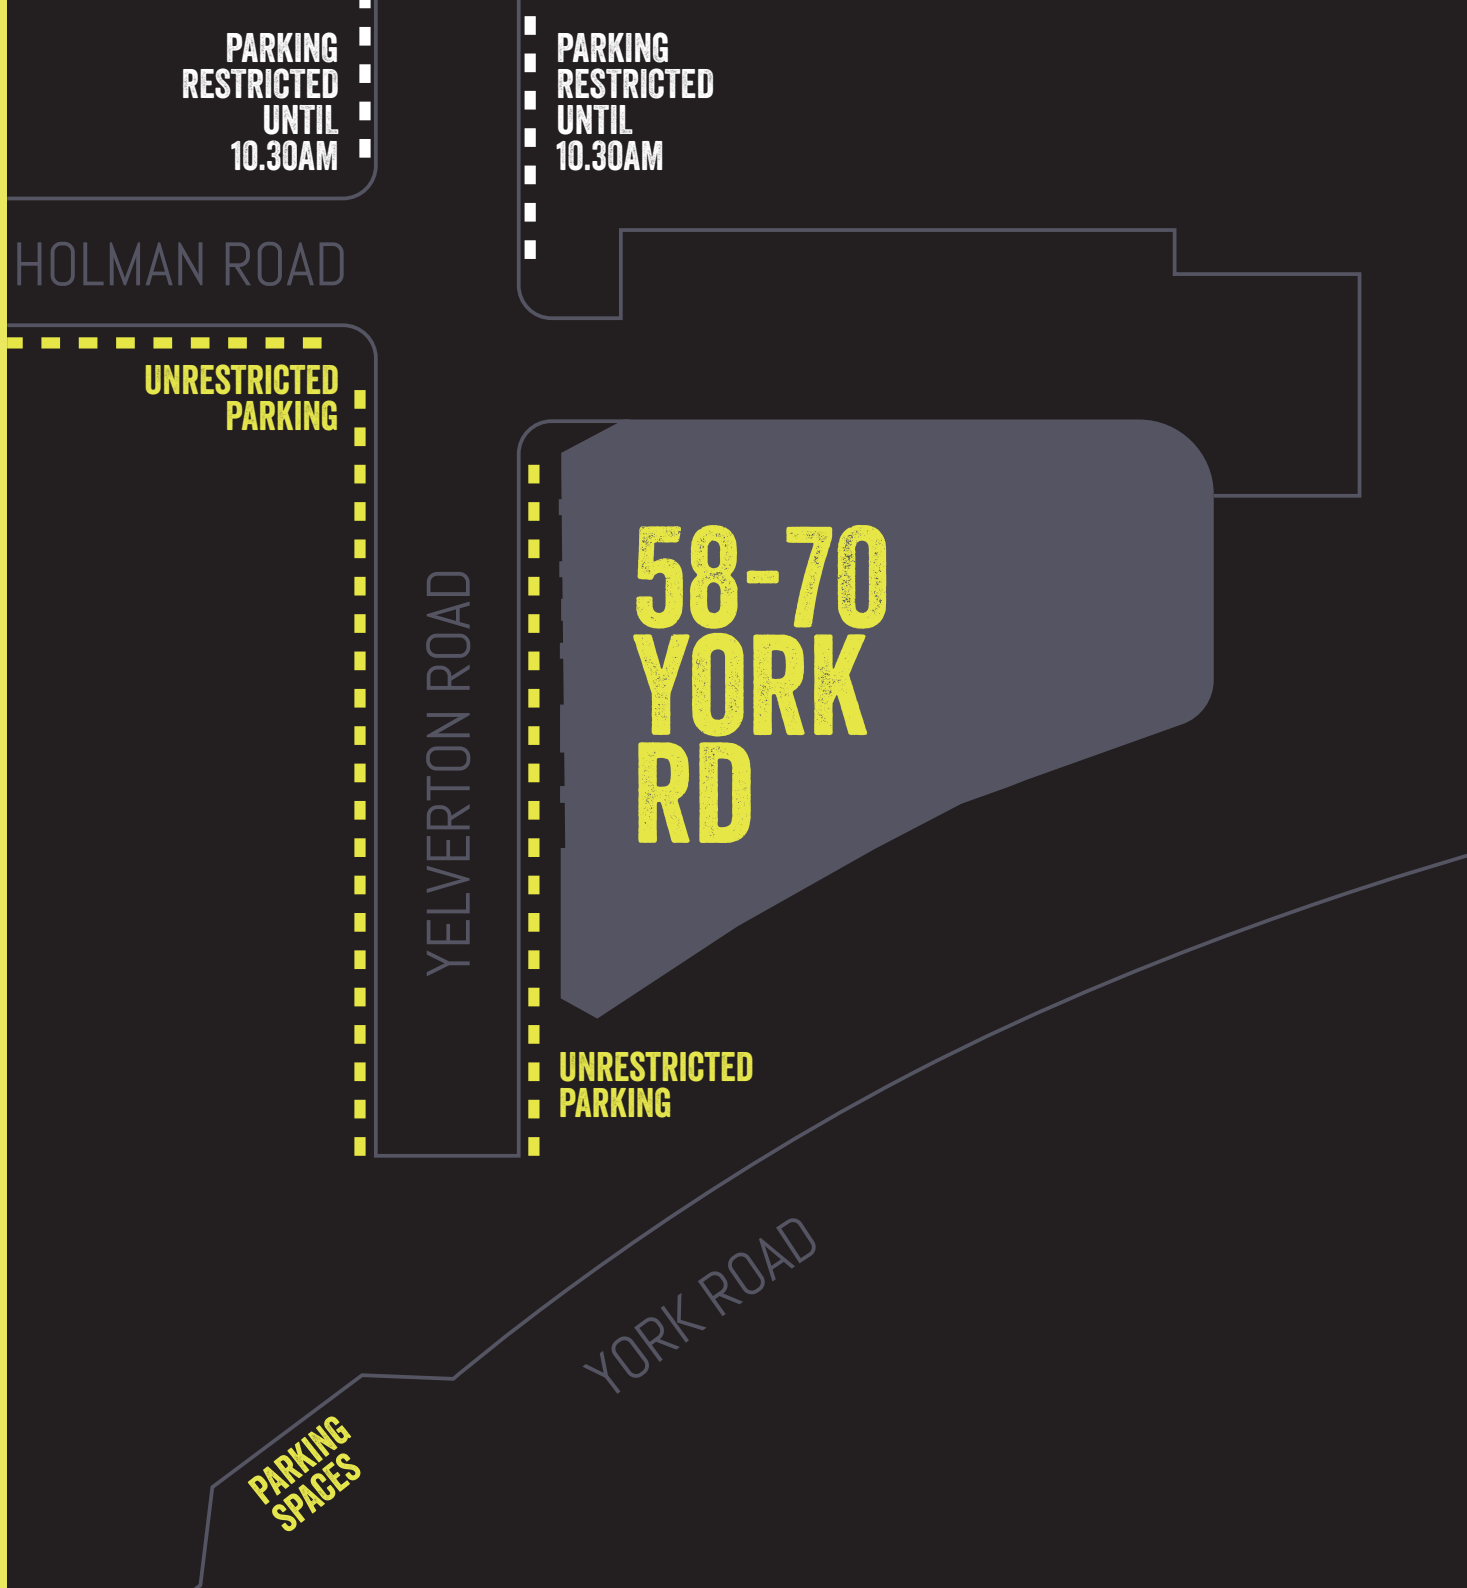 PARKING
RESTRICTED
UNTIL
10.30AM
PARKING
RESTRICTED
UNTIL
10.30AM
HOLMAN ROAD
UNRESTRICTED
PARKING
58-70
YORK
RD
YELVERTON ROAD
UNRESTRICTED
PARKING
YORK ROAD
PARKING
SPACES